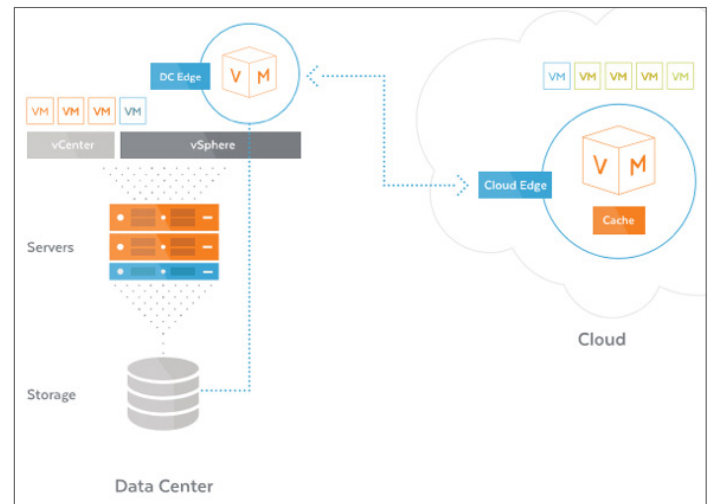 DC Edge
V M
VM VM VM VM
vCenter vSphere
Servers
Storage
Data Center
VM VM VM VM VM
Cloud Edge
V M
Cache
Cloud